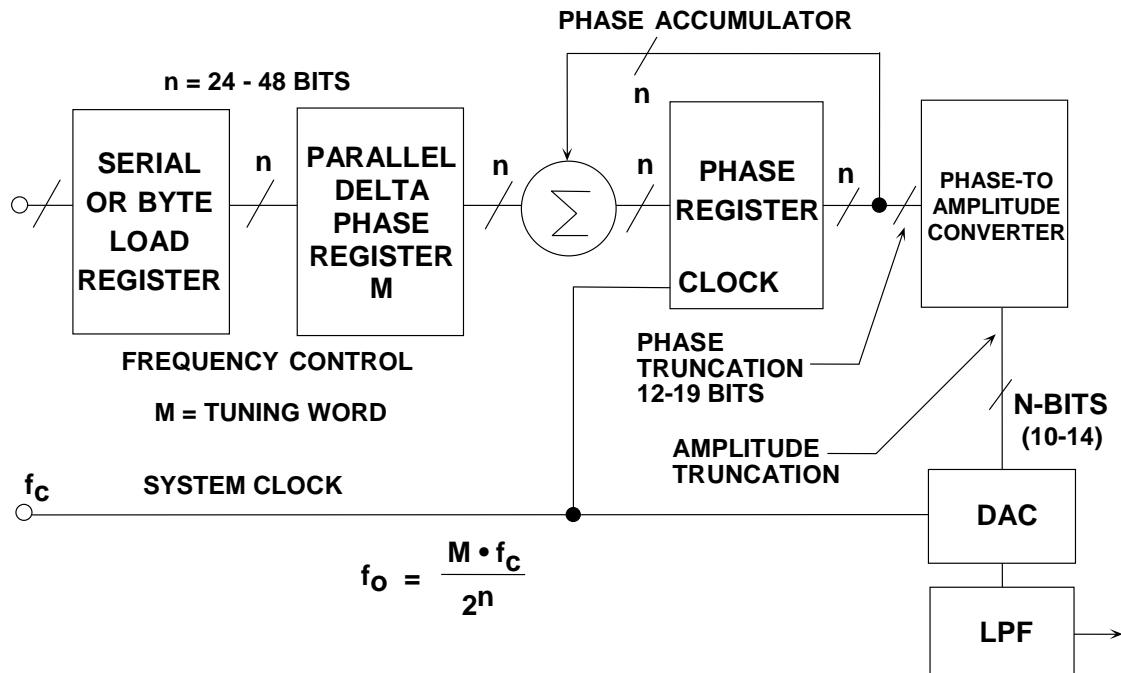 PHASE ACCUMULATOR
n = 24 - 48 BITS
n
SERIAL
OR BYTE
LOAD
REGISTER
n
PARALLEL
DELTA
PHASE
REGISTER
M
n
Σ
n
PHASE
REGISTER
CLOCK
n
PHASE-TO
AMPLITUDE
CONVERTER
FREQUENCY CONTROL
M = TUNING WORD
PHASE
TRUNCATION
12-19 BITS
N-BITS
(10-14)
AMPLITUDE
TRUNCATION
fc
SYSTEM CLOCK
DAC
fo = M • fc / 2^n
LPF